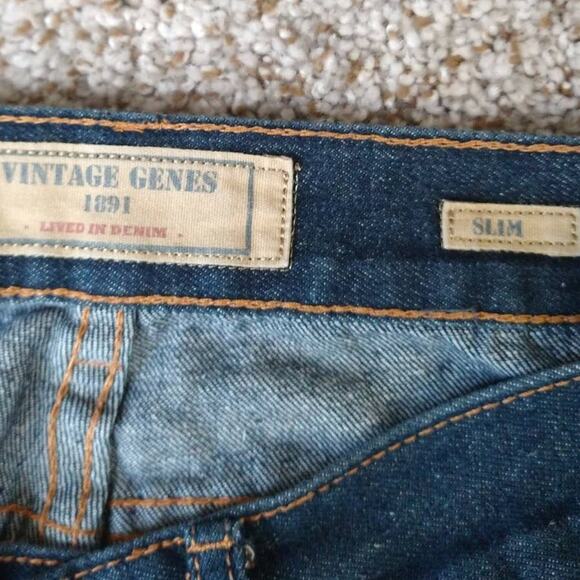 VINTAGE GENES
1891
- LIVED IN DENIM -
SLIM